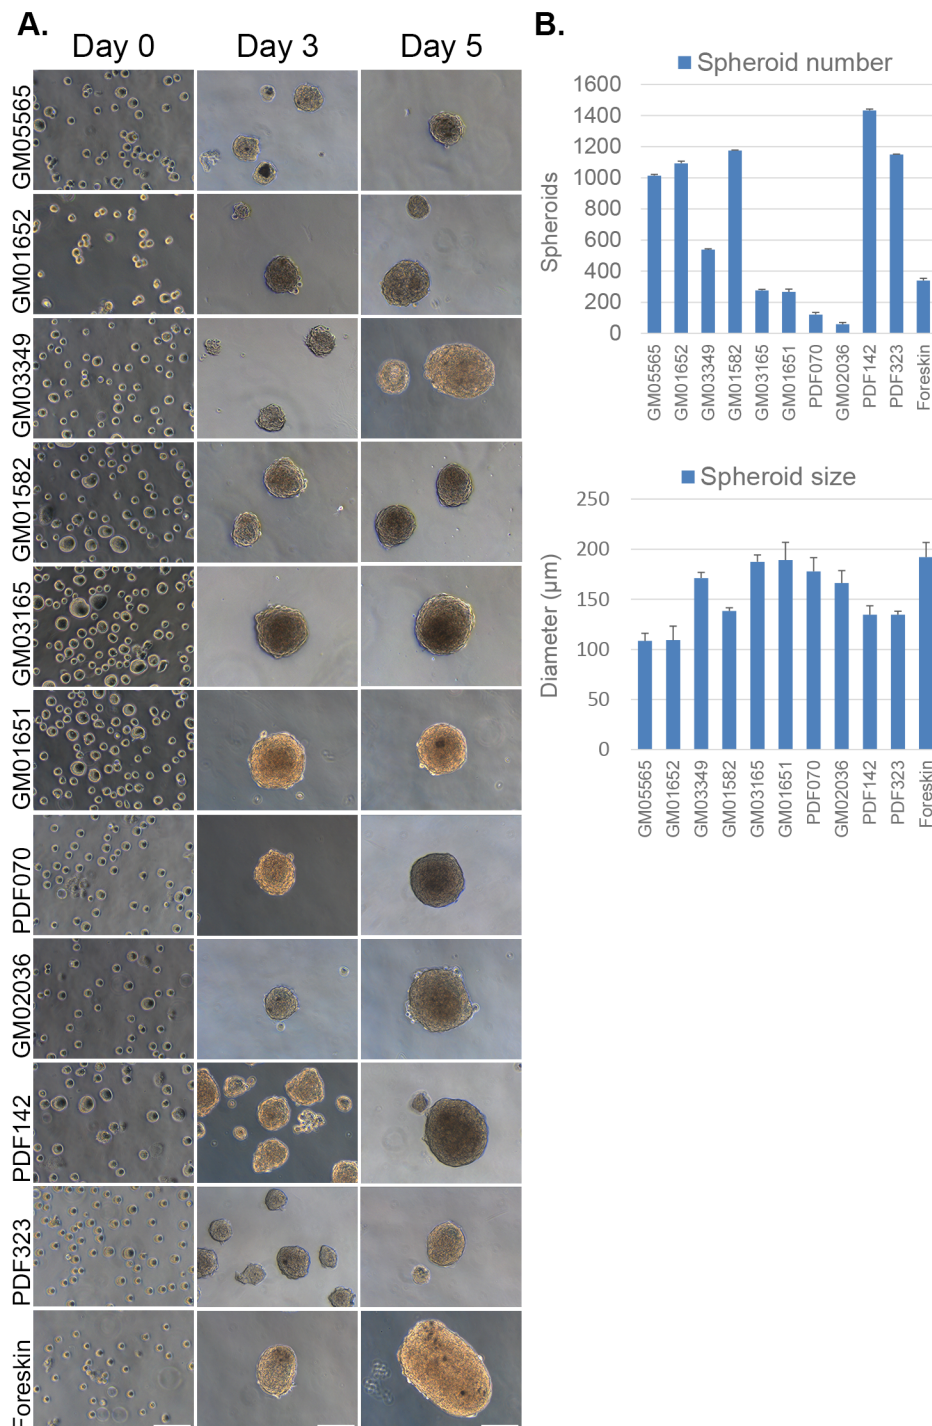 A.
Day 0 Day 3 Day 5
GM05565
GM01652
GM03349
GM01582
GM03165
GM01651
PDF070
GM02036
PDF142
PDF323
Foreskin
B.
Spheroid number
Spheroids
1600
1400
1200
1000
800
600
400
200
0
GM05565
GM01652
GM03349
GM01582
GM03165
GM01651
PDF070
GM02036
PDF142
PDF323
Foreskin
Spheroid size
Diameter (µm)
250
200
150
100
50
0
GM05565
GM01652
GM03349
GM01582
GM03165
GM01651
PDF070
GM02036
PDF142
PDF323
Foreskin